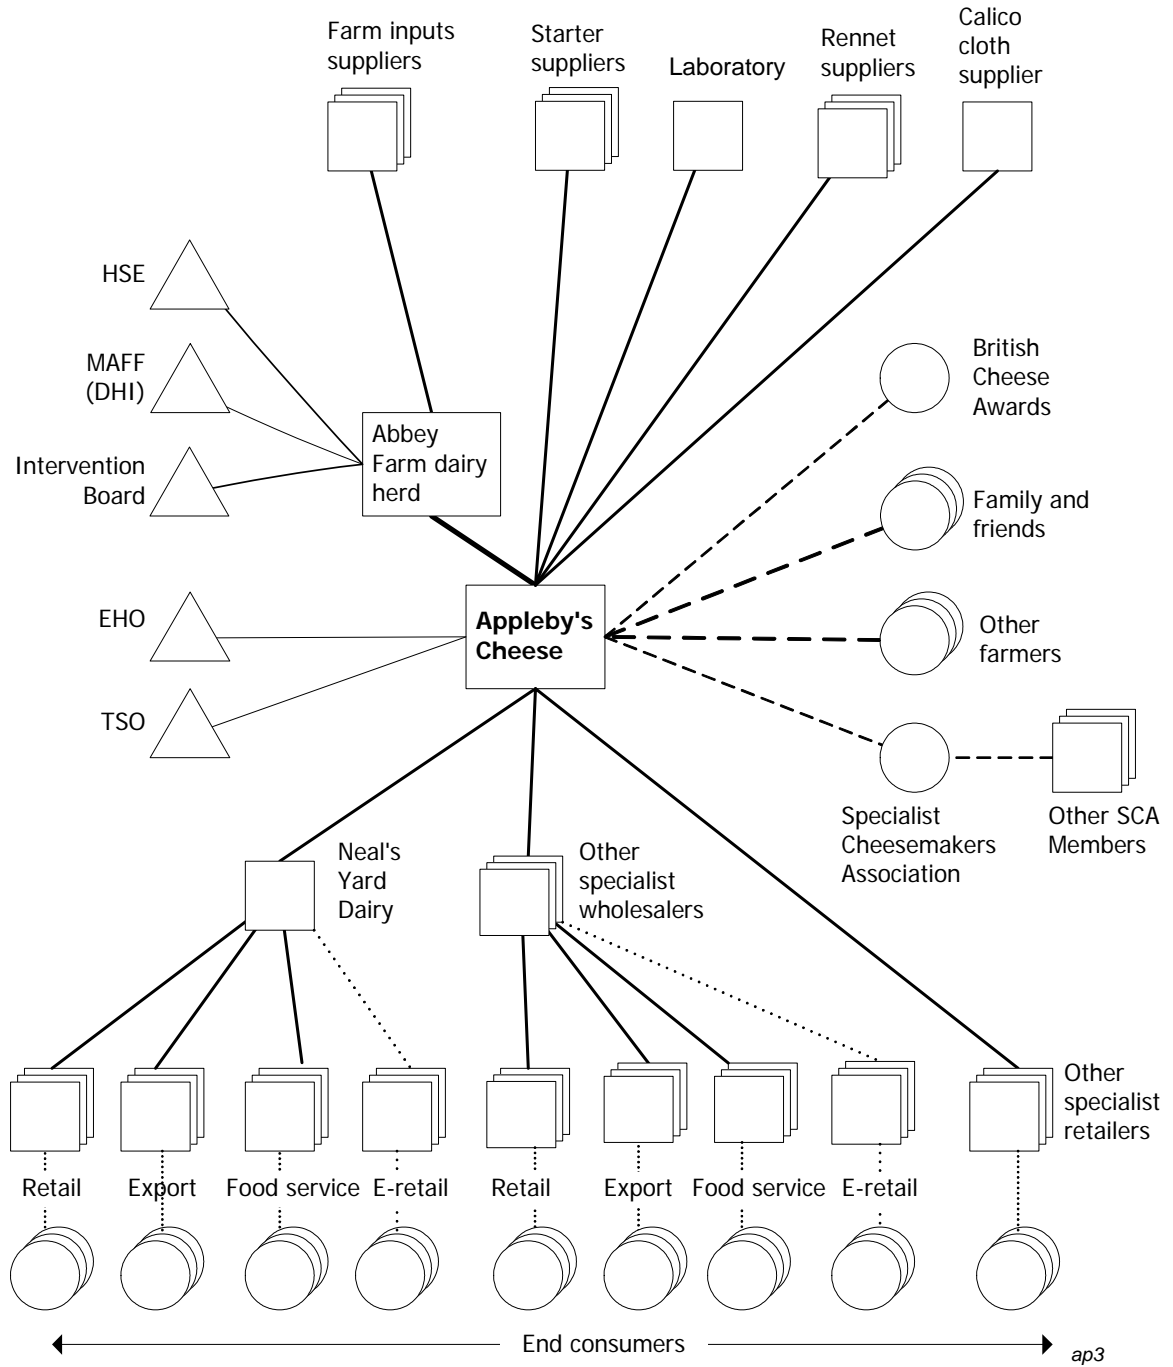 Farm inputs
suppliers
Starter
suppliers
Laboratory
Rennet
suppliers
Calico
cloth
supplier
HSE
MAFF
(DHI)
Intervention
Board
Abbey
Farm dairy
herd
British
Cheese
Awards
Family and
friends
EHO
Appleby's
Cheese
Other
farmers
TSO
Specialist
Cheesemakers
Association
Other SCA
Members
Neal's
Yard
Dairy
Other
specialist
wholesalers
Other
specialist
retailers
Retail
Export
Food service
E-retail
Retail
Export
Food service
E-retail
End consumers
ap3